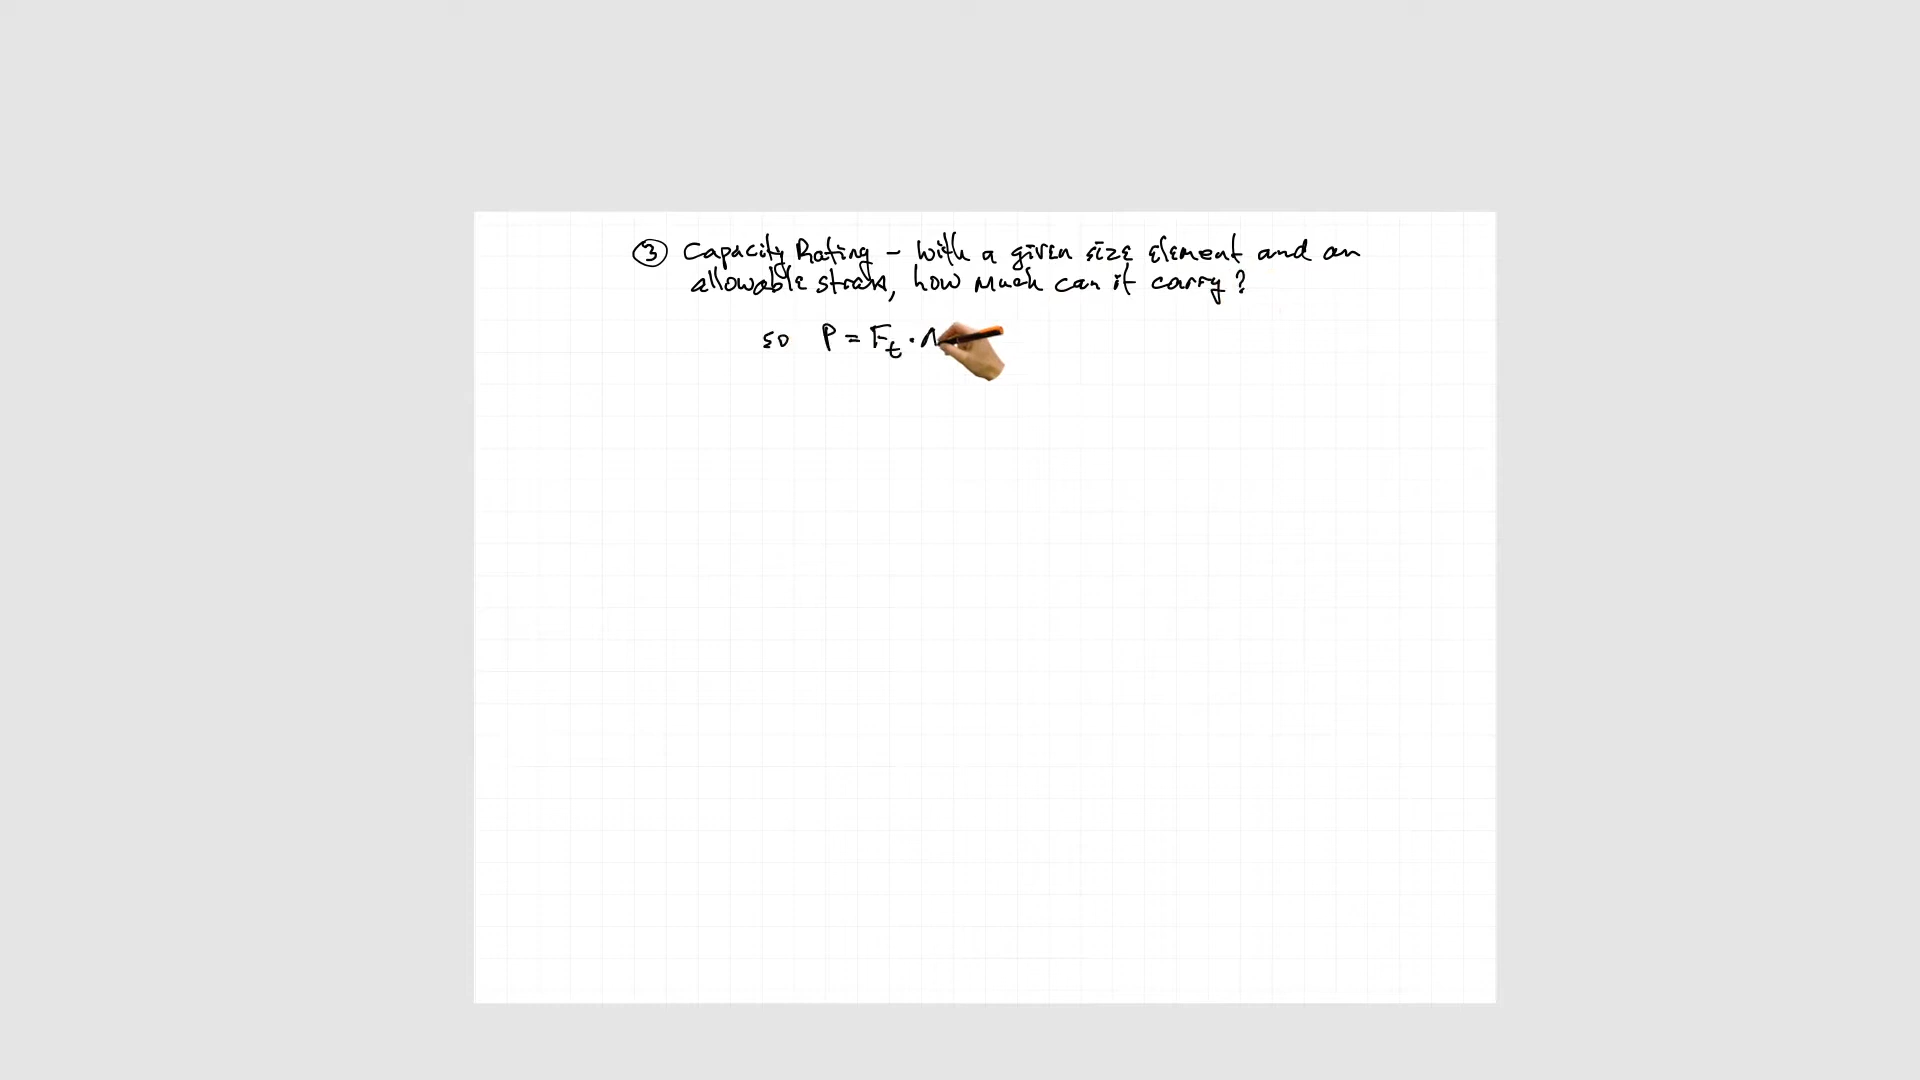 ③ Capacity Rating - with a given size element and an
allowable stress, how much can it carry?
so P = Ft ·